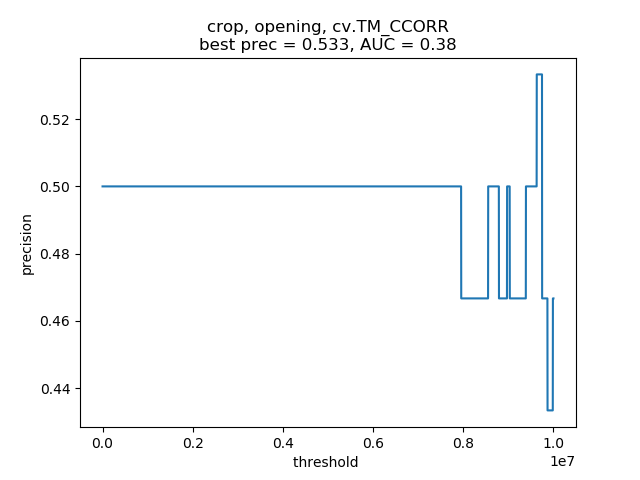 crop, opening, cv.TM_CCORR
best prec = 0.533, AUC = 0.38
0.52
0.50
0.48
0.46
0.44
precision
0.0 0.2 0.4 0.6 0.8 1.0
1e7
threshold